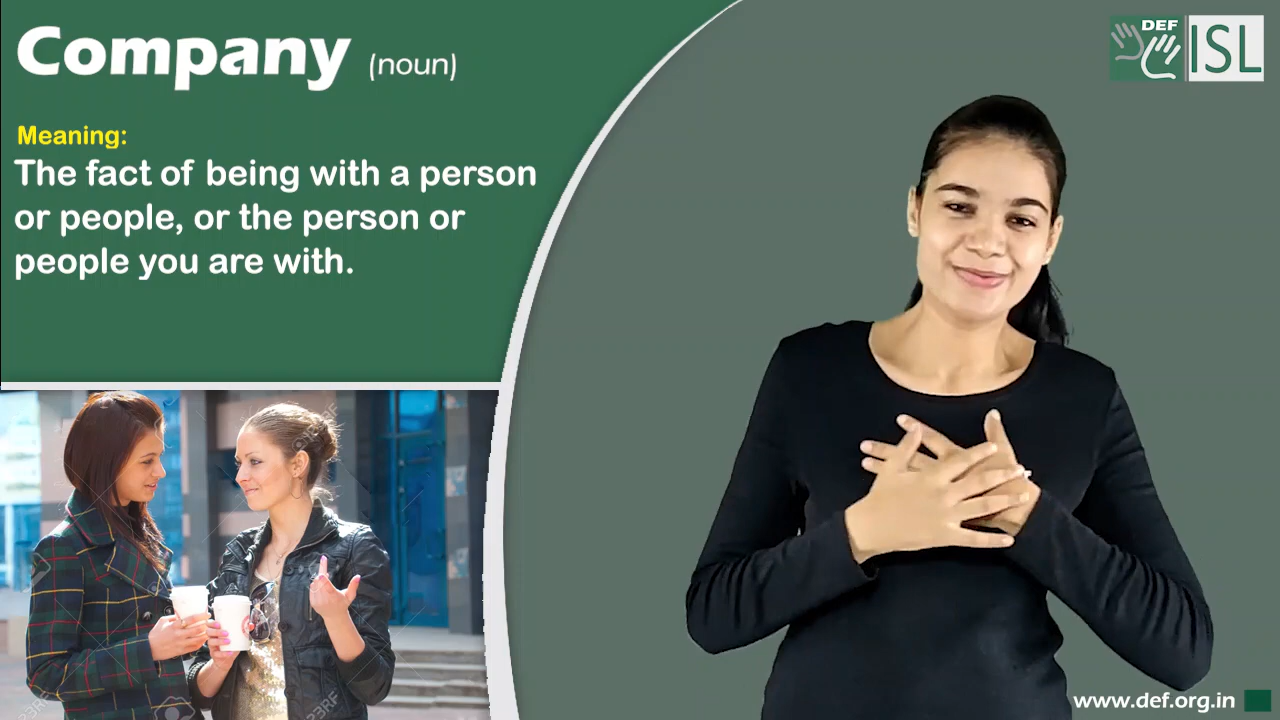 Company (noun)
DEF
ISL
Meaning:
The fact of being with a person
or people, or the person or
people you are with.
www.def.org.in